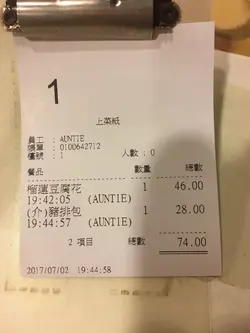 1
上菜紙
員工 : AUNTIE
帳單 : 0100642712
檯號 : 1 人數 : 0
餐品 數量 總數
榴蓮豆腐花 1 46.00
19:42:05 (AUNTIE)
(介)豬排包 1 28.00
19:44:57 (AUNTIE)
2 項目 總數 74.00
2017/07/02 19:44:58